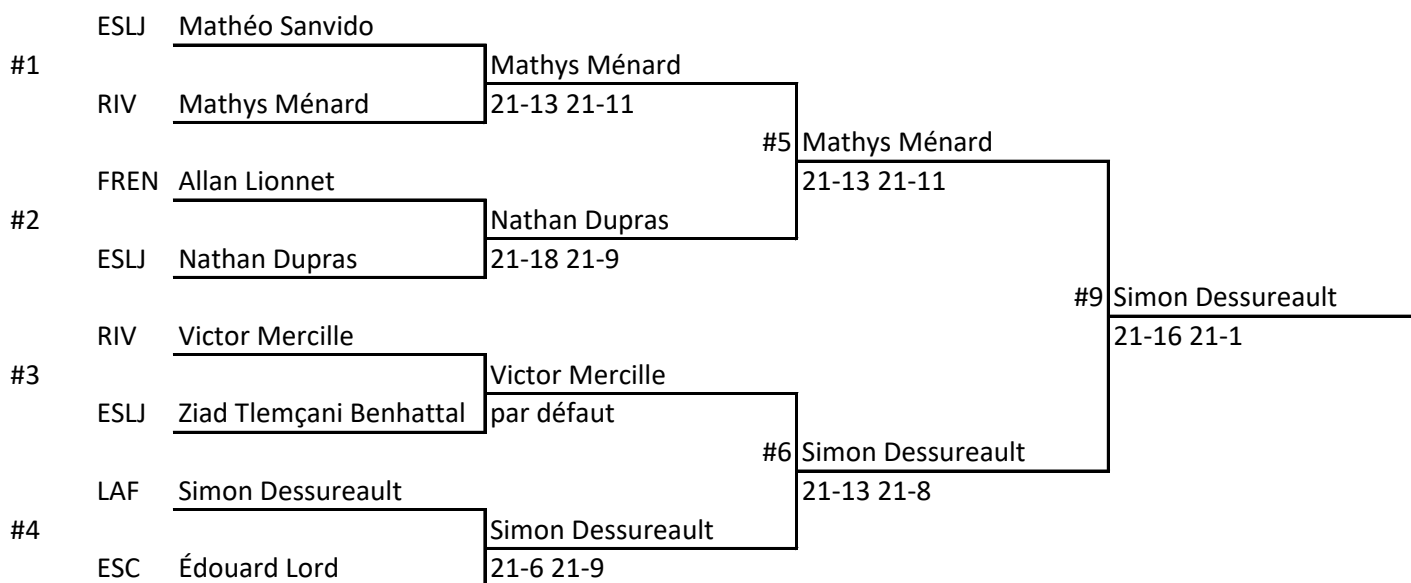 ESLJ Mathéo Sanvido
#1 Mathys Ménard
RIV Mathys Ménard 21-13 21-11
#5 Mathys Ménard
FREN Allan Lionnet 21-13 21-11
#2 Nathan Dupras
ESLJ Nathan Dupras 21-18 21-9
#9 Simon Dessureault
RIV Victor Mercille 21-16 21-1
#3 Victor Mercille
ESLJ Ziad Tlemçani Benhattal par défaut
#6 Simon Dessureault
LAF Simon Dessureault 21-13 21-8
#4 Simon Dessureault
ESC Édouard Lord 21-6 21-9